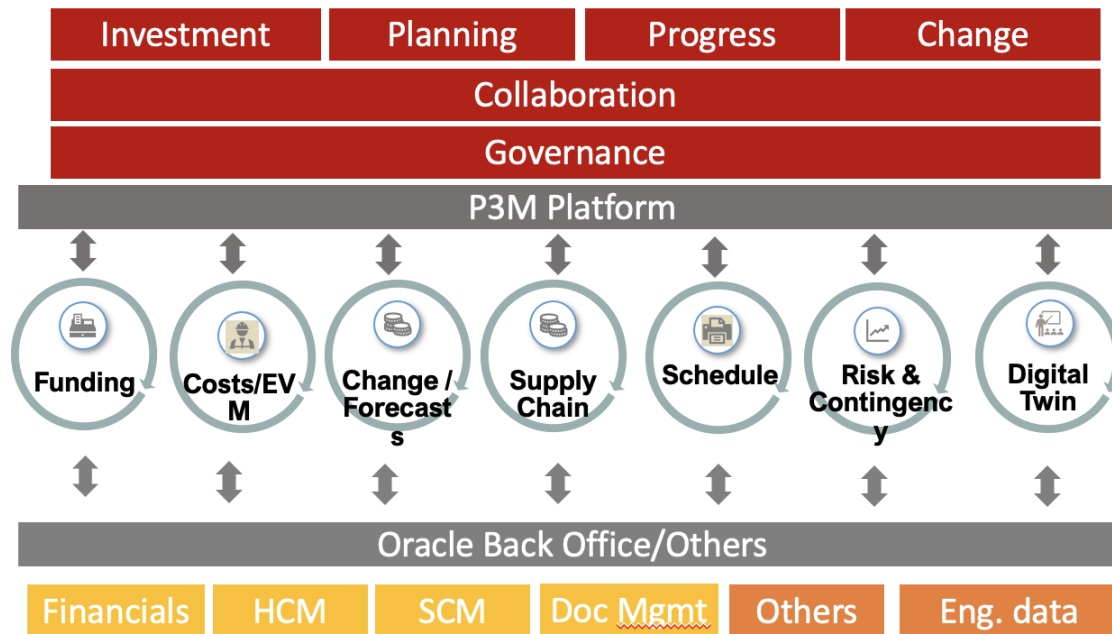 Investment
Planning
Progress
Change
Collaboration
Governance
P3M Platform
Funding
Costs/EV
M
Change /
Forecast
s
Supply
Chain
Schedule
Risk &
Contingenc
y
Digital
Twin
Oracle Back Office/Others
Financials
HCM
SCM
Doc Mgmt
Others
Eng. data